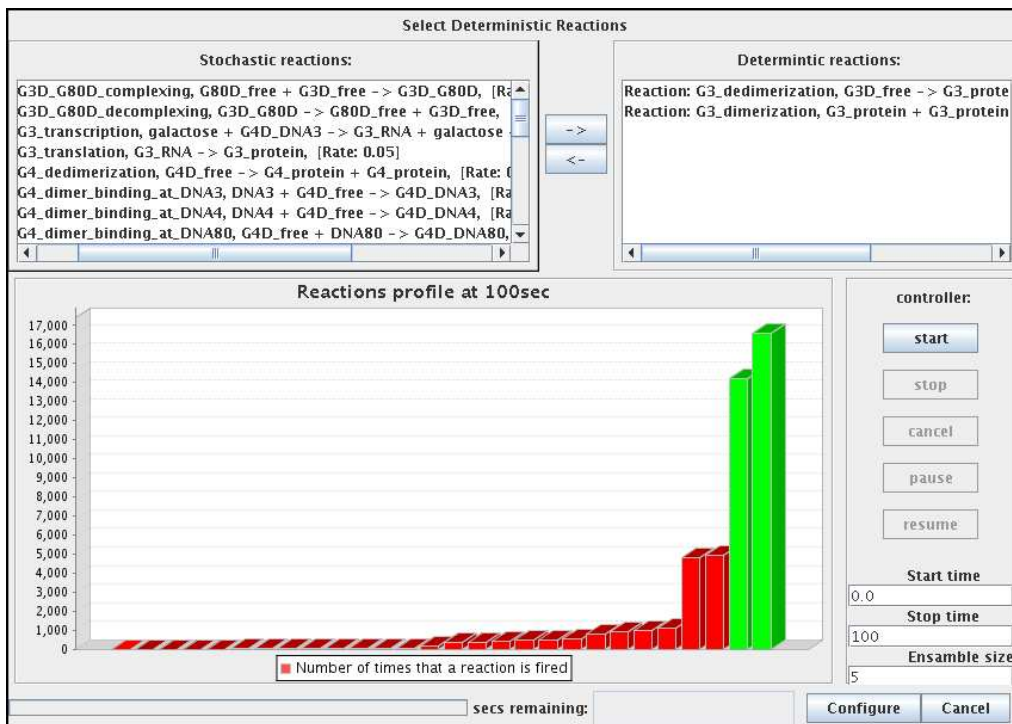 Select Deterministic Reactions
Stochastic reactions:
G3D_G80D_complexing, G80D_free + G3D_free -> G3D_G80D, [Ra
G3D_G80D_decomplexing, G3D_G80D -> G80D_free + G3D_free,
G3_transcription, galactose + G4D_DNA3 -> G3_RNA + galactose +
G3_translation, G3_RNA -> G3_protein, [Rate: 0.05]
G4_dedimerization, G4D_free -> G4_protein + G4_protein, [Rate: 0
G4_dimer_binding_at_DNA3, DNA3 + G4D_free -> G4D_DNA3, [Ra
G4_dimer_binding_at_DNA4, DNA4 + G4D_free -> G4D_DNA4, [Ra
G4_dimer_binding_at_DNA80, G4D_free + DNA80 -> G4D_DNA80,
->
<-
Determintic reactions:
Reaction: G3_dedimerization, G3D_free -> G3_prote
Reaction: G3_dimerization, G3_protein + G3_protein
Reactions profile at 100sec
17,000
16,000
15,000
14,000
13,000
12,000
11,000
10,000
9,000
8,000
7,000
6,000
5,000
4,000
3,000
2,000
1,000
0
Number of times that a reaction is fired
controller:
start
stop
cancel
pause
resume
Start time
0.0
Stop time
100
Ensamble size
5
secs remaining:
Configure
Cancel